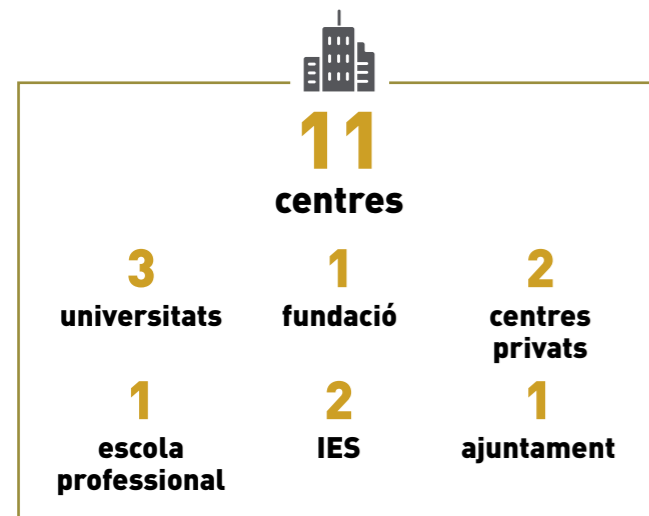 11
centres
3
universitats
1
fundació
2
centres
privats
1
escola
professional
2
IES
1
ajuntament